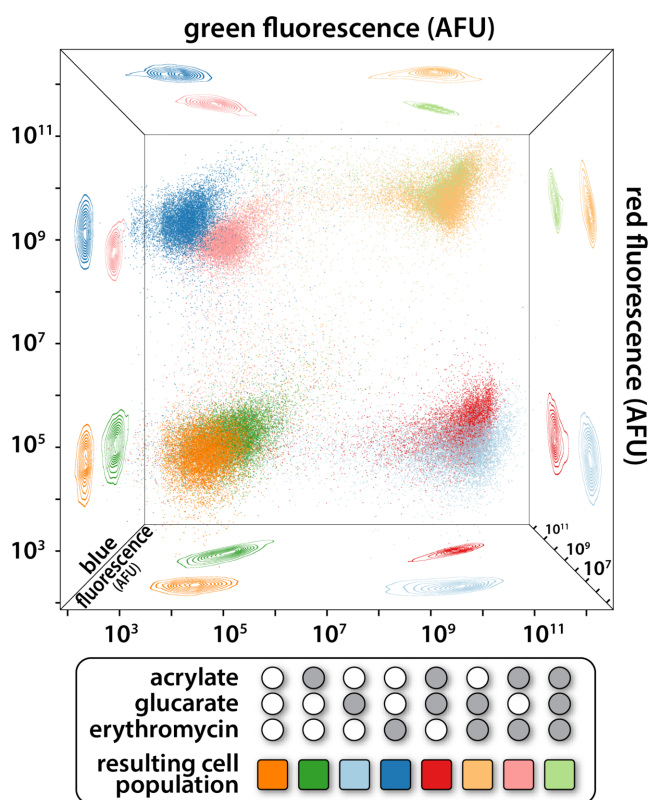 green fluorescence (AFU)
10¹¹
10⁹
10⁷
10⁵
10³
red fluorescence (AFU)
blue
fluorescence
(AFU)
10¹¹
10⁹
10⁷
10³
10⁵
10⁷
10⁹
10¹¹
acrylate
glucarate
erythromycin
resulting cell
population